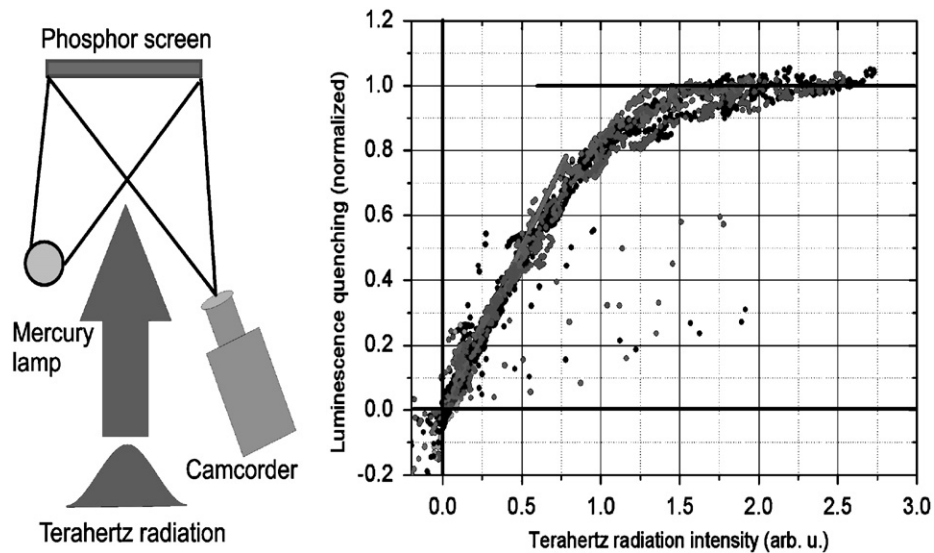 Phosphor screen
Mercury
lamp
Camcorder
Terahertz radiation
Luminescence quenching (normalized)
1.2
1.0
0.8
0.6
0.4
0.2
0.0
-0.2
0.0 0.5 1.0 1.5 2.0 2.5 3.0
Terahertz radiation intensity (arb. u.)